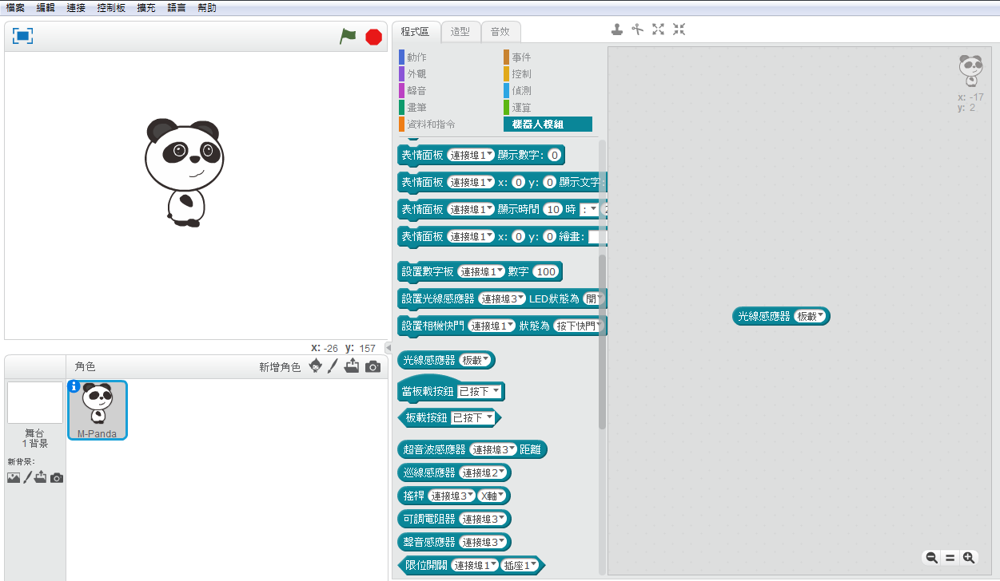 檔案 編輯 連接 控制板 擴充 語言 幫助
程式區 造型 音效
動作 事件
外觀 控制
聲音 偵測
畫筆 運算
資料和指令 機器人模組
x: -17
y: 2
表情面板 連接埠1 顯示數字: 0
表情面板 連接埠1 x: 0 y: 0 顯示文字:
表情面板 連接埠1 顯示時間 10 時 :
表情面板 連接埠1 x: 0 y: 0 繪畫:
設置數字板 連接埠1 數字 100
設置光線感應器 連接埠3 LED狀態為 開
設置相機快門 連接埠1 狀態為 按下快門
光線感應器 板載
當板載按鈕 已按下
板載按鈕 已按下
超音波感應器 連接埠3 距離
巡線感應器 連接埠2
搖桿 連接埠3 X軸
可調電阻器 連接埠3
聲音感應器 連接埠3
限位開關 連接埠1 插座1
光線感應器 板載
x: -26 y: 157
角色 新增角色
M-Panda
舞台
1 背景
新背景: